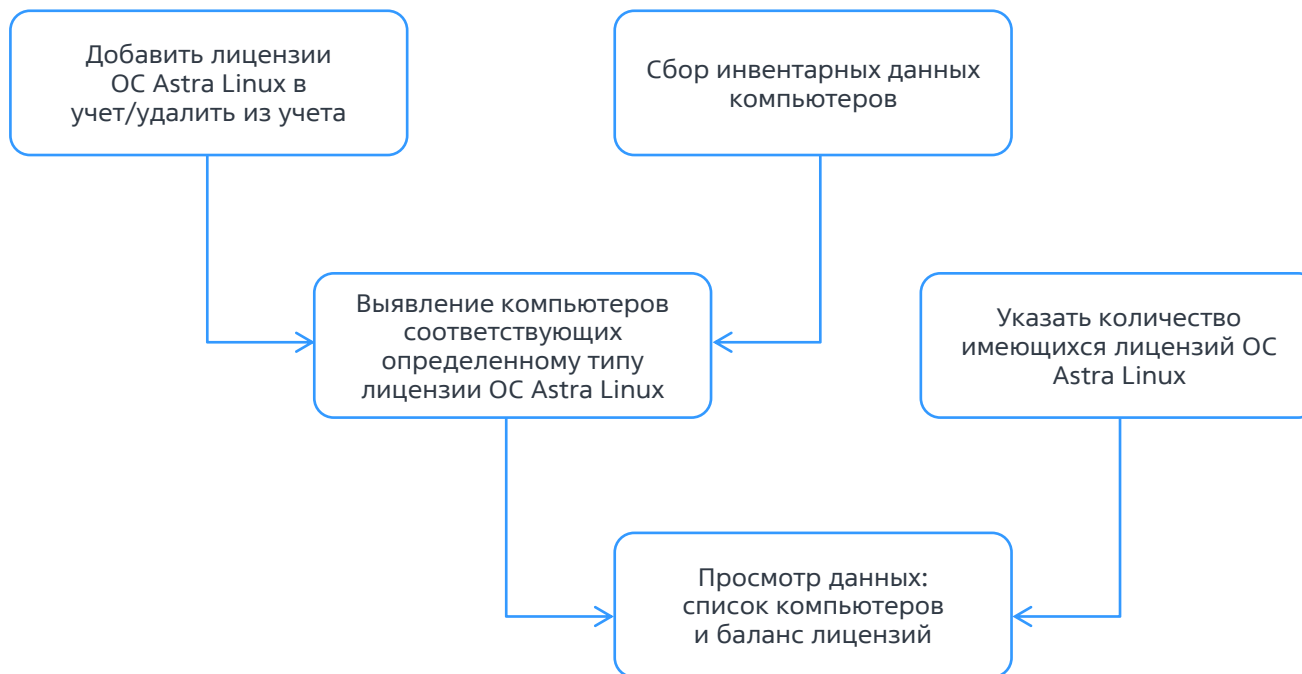 Добавить лицензии
ОС Astra Linux в
учет/удалить из учета
Сбор инвентарных данных
компьютеров
Выявление компьютеров
соответствующих
определенному типу
лицензии ОС Astra Linux
Указать количество
имеющихся лицензий ОС
Astra Linux
Просмотр данных:
список компьютеров
и баланс лицензий